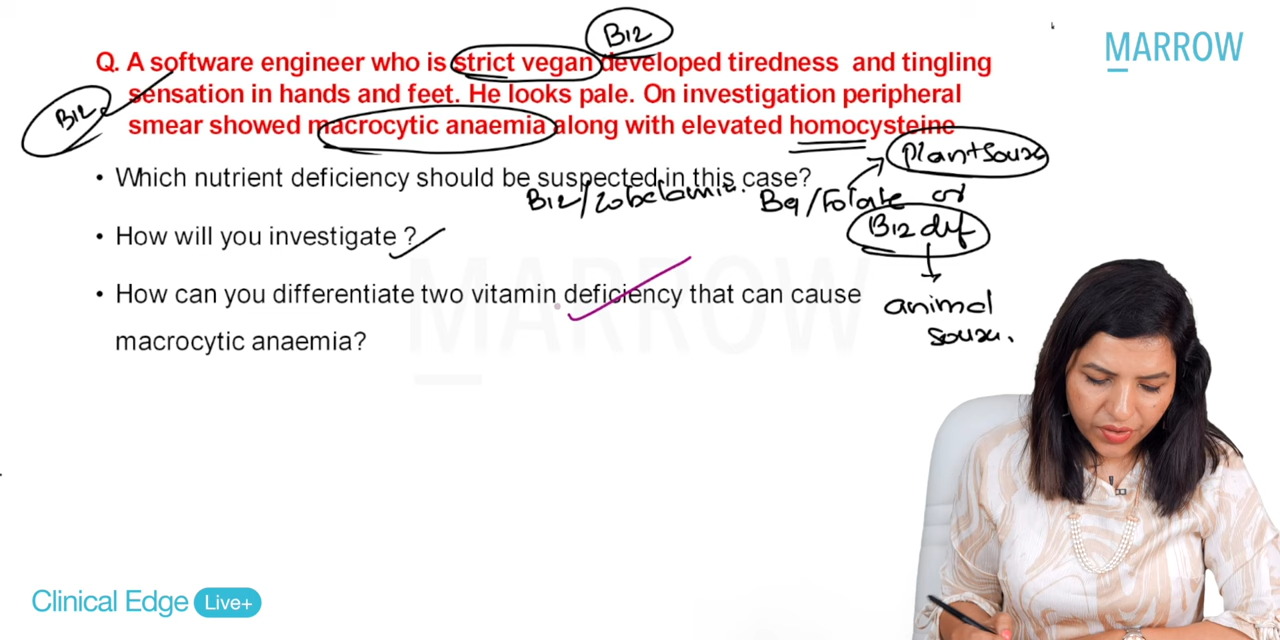 B12
MARROW
Q. A software engineer who is strict vegan developed tiredness and tingling
sensation in hands and feet. He looks pale. On investigation peripheral
B12
smear showed macrocytic anaemia along with elevated homocysteine
plant souxe
• Which nutrient deficiency should be suspected in this case?
B12/Cobalamin. B9/Folate or
B12 def
• How will you investigate ?
• How can you differentiate two vitamin deficiency that can cause
animal
macrocytic anaemia?
MARROW
Clinical Edge Live+